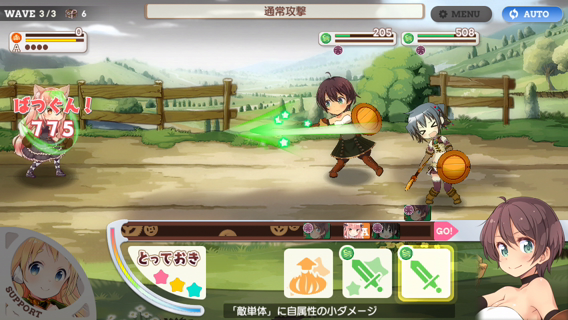 WAVE 3/3 6
通常攻撃
MENU
AUTO
0
205
508
ばつぐん!
775
A
GO!
とっておき
SUPPORT
「敵単体」に自属性の小ダメージ